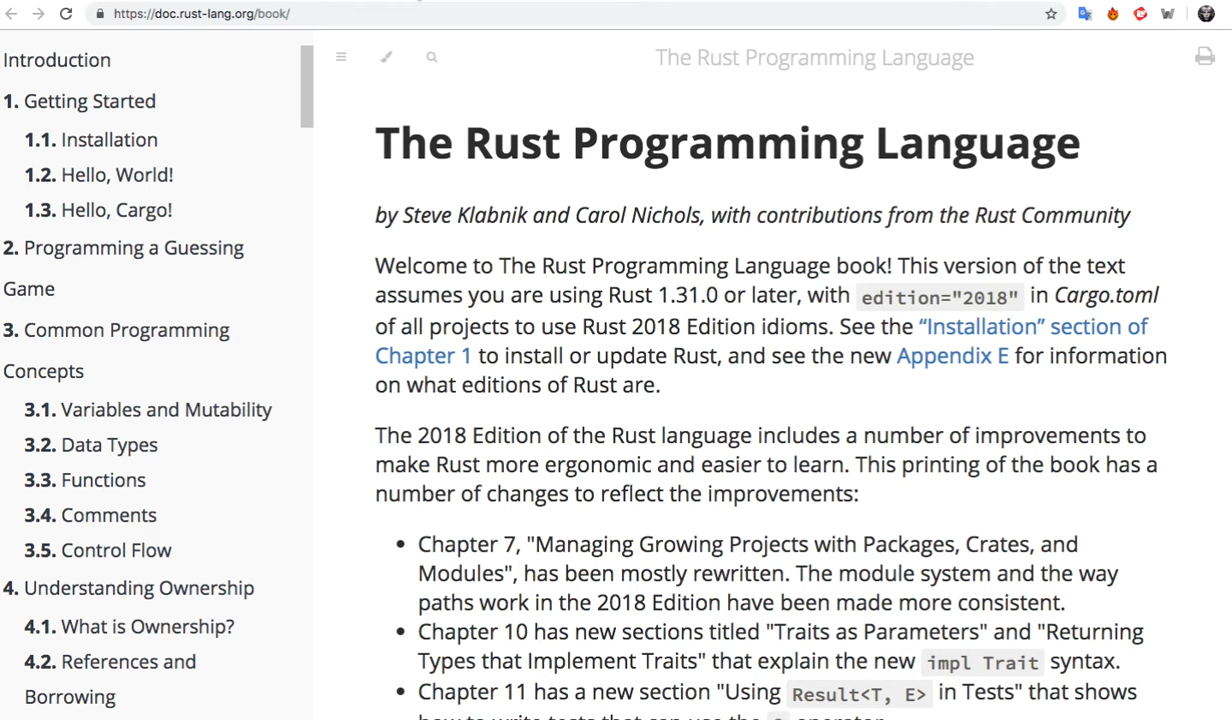 https://doc.rust-lang.org/book/
Introduction
1. Getting Started
1.1. Installation
1.2. Hello, World!
1.3. Hello, Cargo!
2. Programming a Guessing
Game
3. Common Programming
Concepts
3.1. Variables and Mutability
3.2. Data Types
3.3. Functions
3.4. Comments
3.5. Control Flow
4. Understanding Ownership
4.1. What is Ownership?
4.2. References and
Borrowing
The Rust Programming Language
The Rust Programming Language
by Steve Klabnik and Carol Nichols, with contributions from the Rust Community
Welcome to The Rust Programming Language book! This version of the text
assumes you are using Rust 1.31.0 or later, with edition="2018" in Cargo.toml
of all projects to use Rust 2018 Edition idioms. See the “Installation” section of
Chapter 1 to install or update Rust, and see the new Appendix E for information
on what editions of Rust are.
The 2018 Edition of the Rust language includes a number of improvements to
make Rust more ergonomic and easier to learn. This printing of the book has a
number of changes to reflect the improvements:
• Chapter 7, "Managing Growing Projects with Packages, Crates, and
Modules", has been mostly rewritten. The module system and the way
paths work in the 2018 Edition have been made more consistent.
• Chapter 10 has new sections titled "Traits as Parameters" and "Returning
Types that Implement Traits" that explain the new impl Trait syntax.
• Chapter 11 has a new section "Using Result<T, E> in Tests" that shows
how to write tests that can use the ? operator.